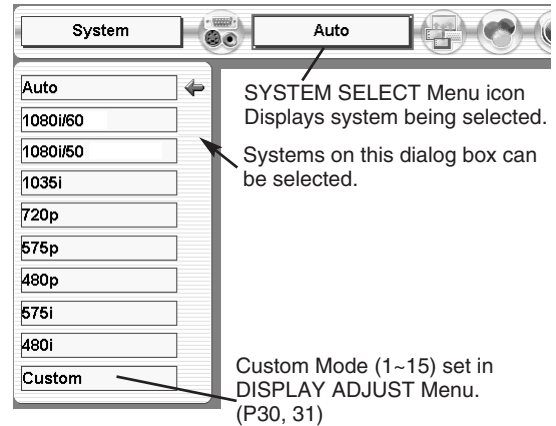 System
Auto
SYSTEM SELECT Menu icon
Displays system being selected.
Systems on this dialog box can
be selected.
Auto
1080i/60
1080i/50
1035i
720p
575p
480p
575i
480i
Custom
Custom Mode (1~15) set in
DISPLAY ADJUST Menu.
(P30, 31)